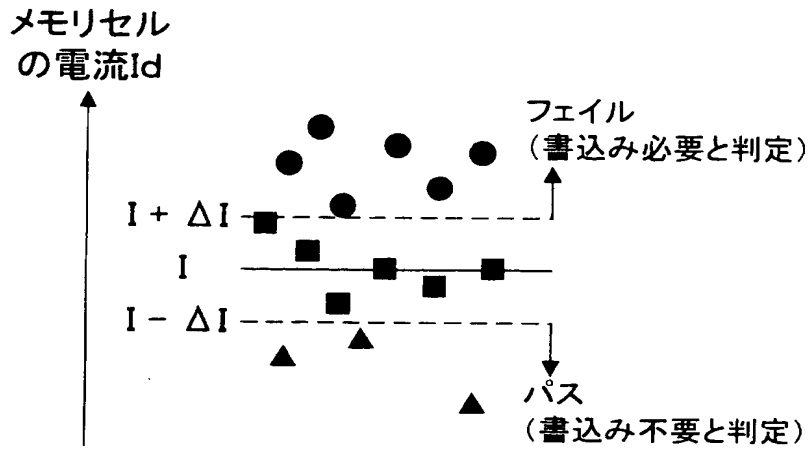 メモリセル
の電流Id
フェイル
(書込み必要と判定)
I + ΔI
I
I − ΔI
パス
(書込み不要と判定)